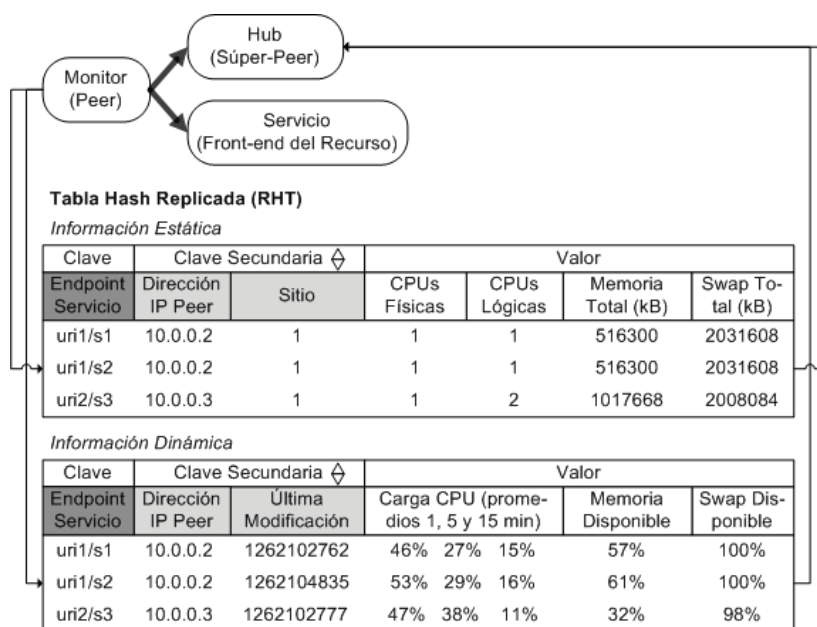 Hub
(Súper-Peer)
Monitor
(Peer)
Servicio
(Front-end del Recurso)
Tabla Hash Replicada (RHT)
Información Estática
Clave Clave Secundaria Valor
Endpoint Dirección Sitio CPUs CPUs Memoria Swap To-
Servicio IP Peer Físicas Lógicas Total (kB) tal (kB)
uri1/s1 10.0.0.2 1 1 1 516300 2031608
uri1/s2 10.0.0.2 1 1 1 516300 2031608
uri2/s3 10.0.0.3 1 1 2 1017668 2008084
Información Dinámica
Clave Clave Secundaria Valor
Endpoint Dirección Última Carga CPU (prome- Memoria Swap Dis-
Servicio IP Peer Modificación dios 1, 5 y 15 min) Disponible ponible
uri1/s1 10.0.0.2 1262102762 46% 27% 15% 57% 100%
uri1/s2 10.0.0.2 1262104835 53% 29% 16% 61% 100%
uri2/s3 10.0.0.3 1262102777 47% 38% 11% 32% 98%